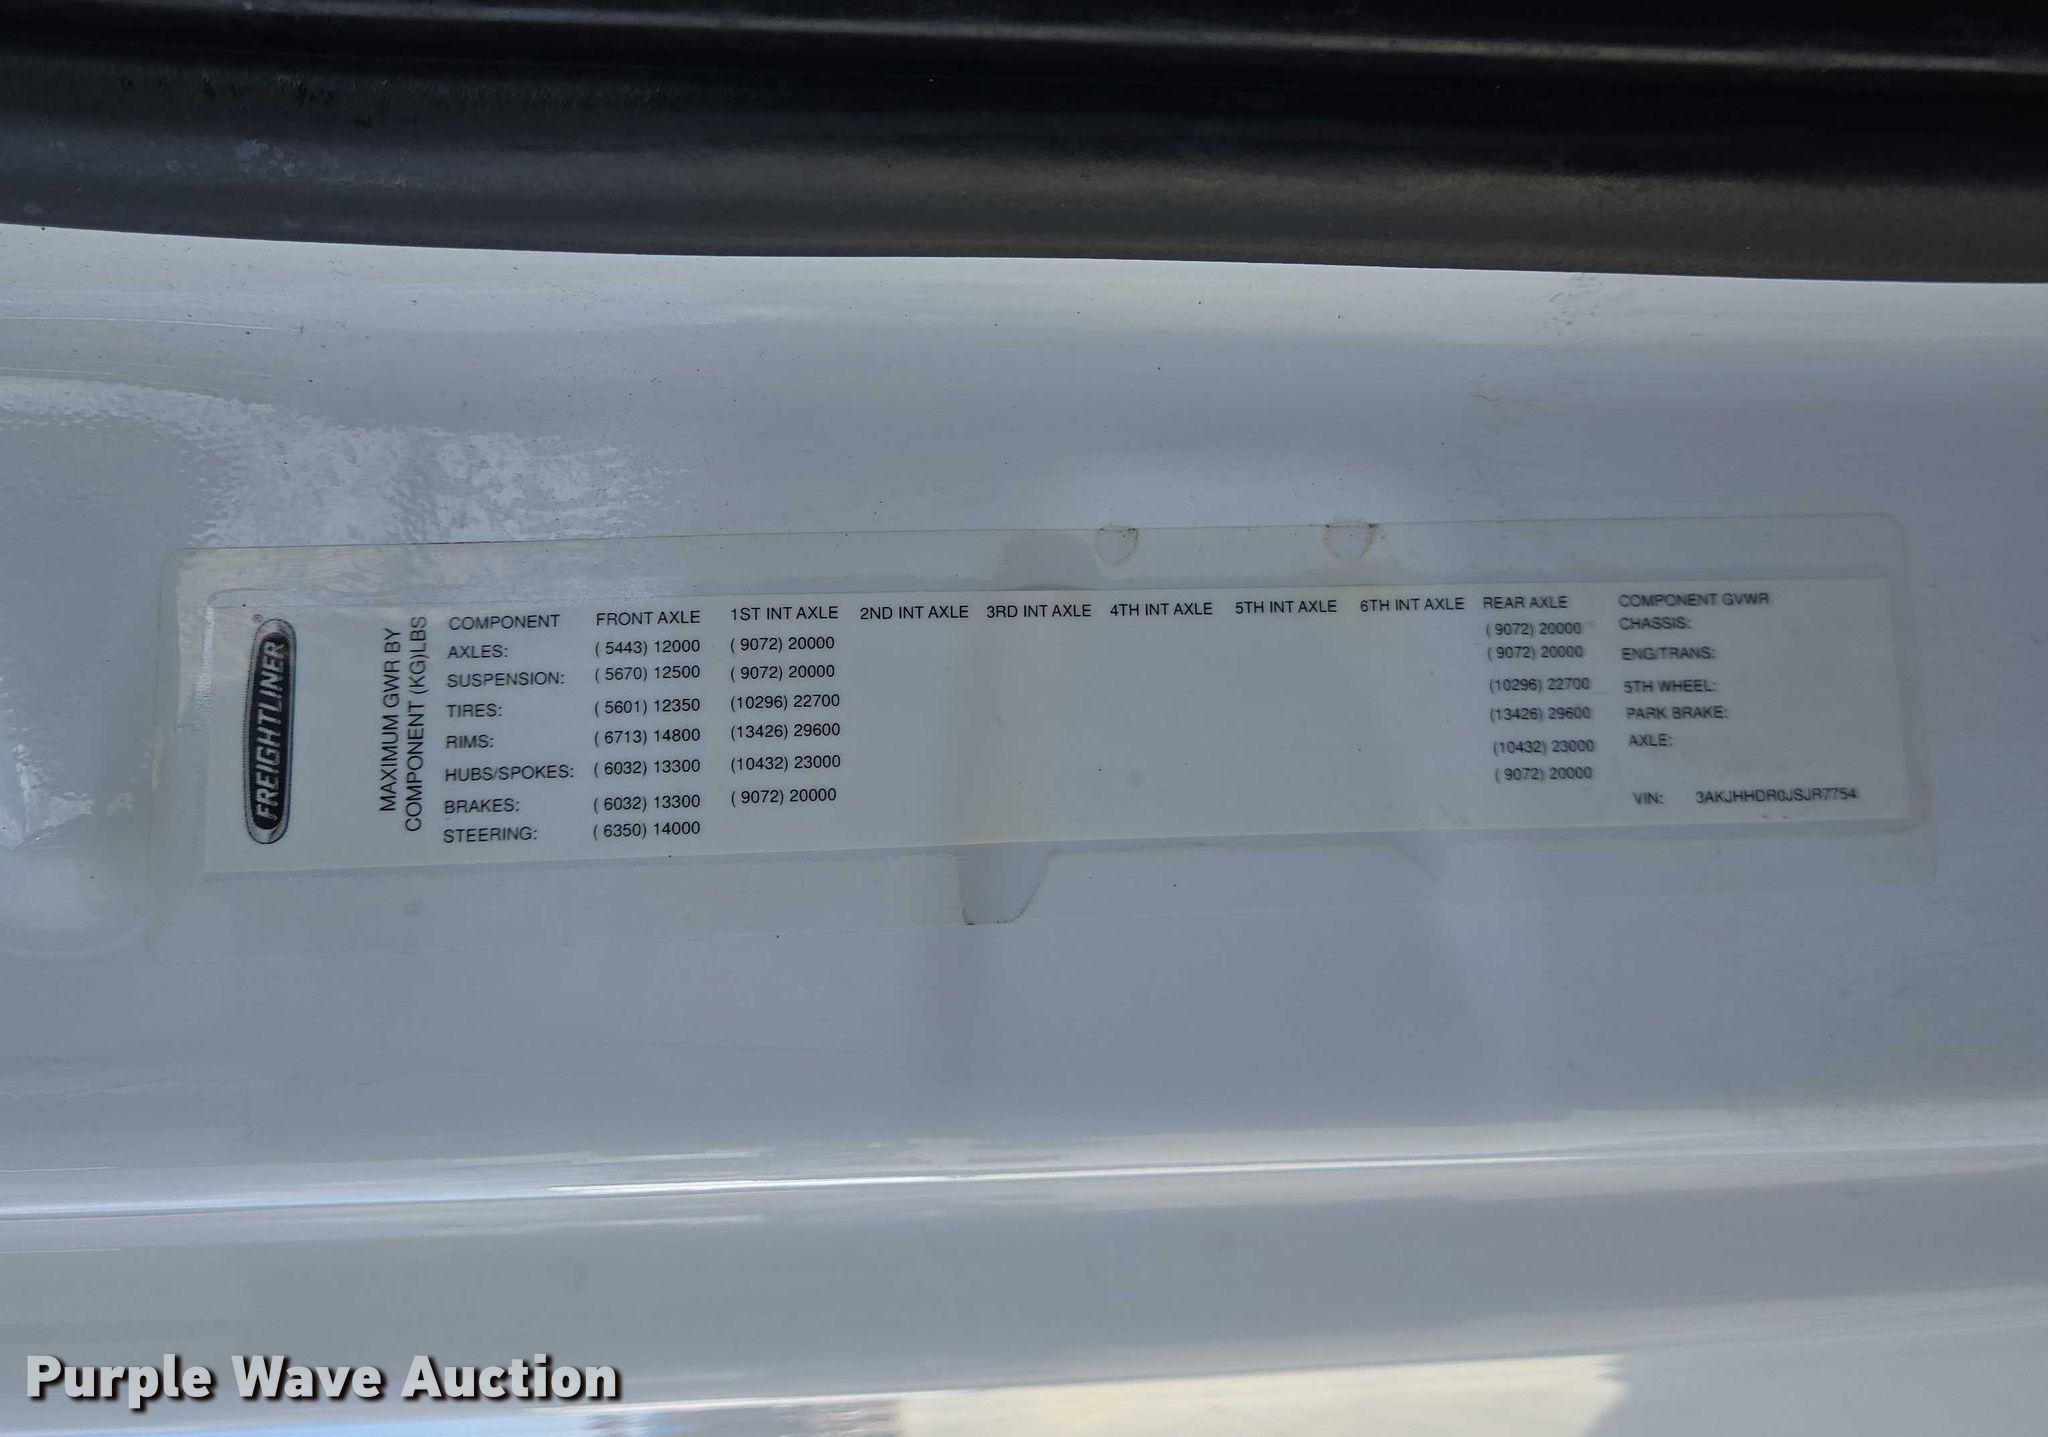 FREIGHTLINER®
MAXIMUM GWR BY
COMPONENT (KG)LBS
COMPONENT FRONT AXLE 1ST INT AXLE 2ND INT AXLE 3RD INT AXLE 4TH INT AXLE 5TH INT AXLE 6TH INT AXLE REAR AXLE COMPONENT GVWR
AXLES: ( 5443) 12000 ( 9072) 20000 ( 9072) 20000 CHASSIS:
SUSPENSION: ( 5670) 12500 ( 9072) 20000 ( 9072) 20000 ENG/TRANS:
TIRES: ( 5601) 12350 (10296) 22700 (10296) 22700 5TH WHEEL:
RIMS: ( 6713) 14800 (13426) 29600 (13426) 29600 PARK BRAKE:
HUBS/SPOKES: ( 6032) 13300 (10432) 23000 (10432) 23000 AXLE:
BRAKES: ( 6032) 13300 ( 9072) 20000 ( 9072) 20000
STEERING: ( 6350) 14000 VIN: 3AKJHHDR0JSJR7754
Purple Wave Auction